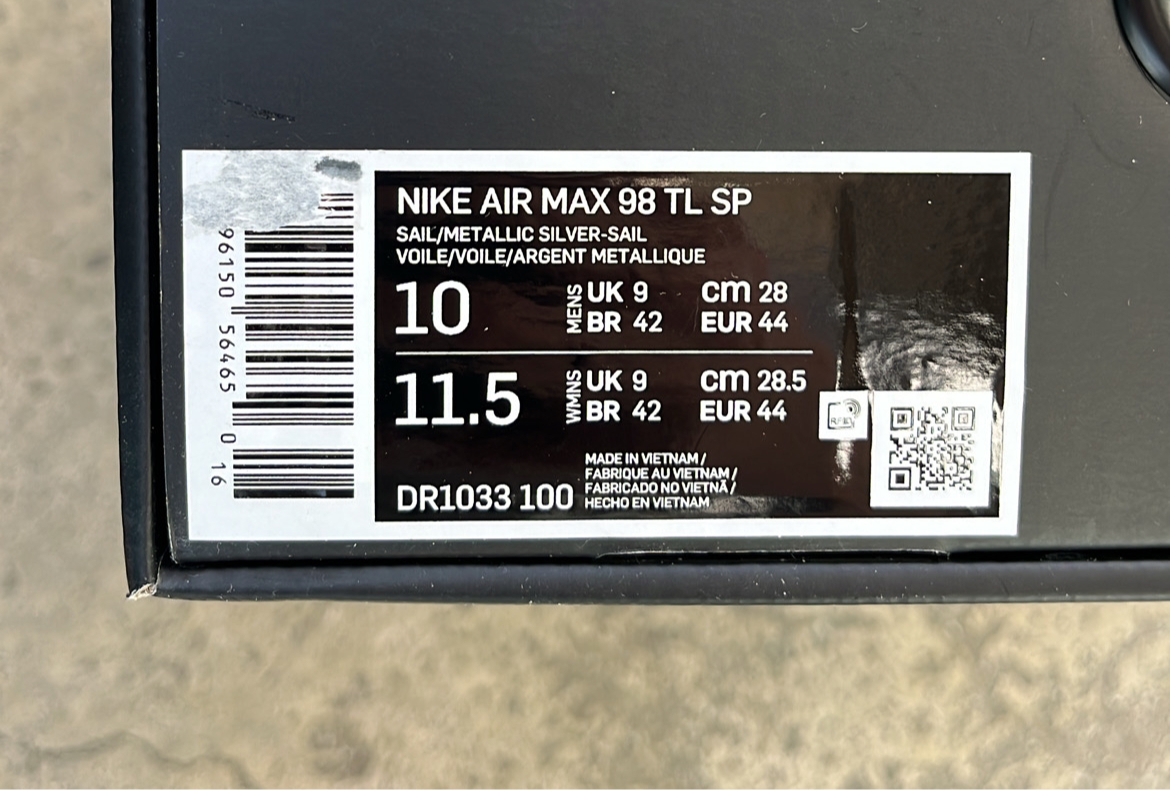 NIKE AIR MAX 98 TL SP
SAIL/METALLIC SILVER-SAIL
VOILE/VOILE/ARGENT METALLIQUE
10 MENS UK 9 cm 28
BR 42 EUR 44
11.5 WMNS UK 9 cm 28.5
BR 42 EUR 44
MADE IN VIETNAM /
FABRIQUE AU VIETNAM /
FABRICADO NO VIETNÃ /
HECHO EN VIETNAM
DR1033 100
96150 56465 0 16